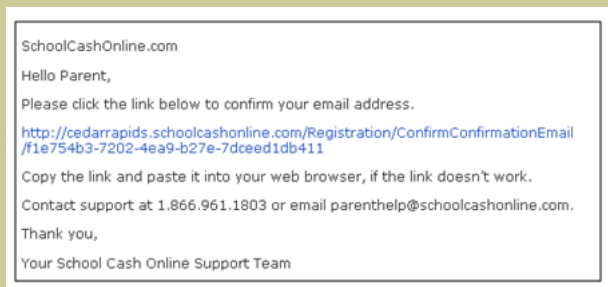 SchoolCashOnline.com
Hello Parent,
Please click the link below to confirm your email address.
http://cedarrapids.schoolcashonline.com/Registration/ConfirmConfirmationEmail
/f1e754b3-7202-4ea9-b27e-7dceed1db411
Copy the link and paste it into your web browser, if the link doesn't work.
Contact support at 1.866.961.1803 or email parenthelp@schoolcashonline.com.
Thank you,
Your School Cash Online Support Team